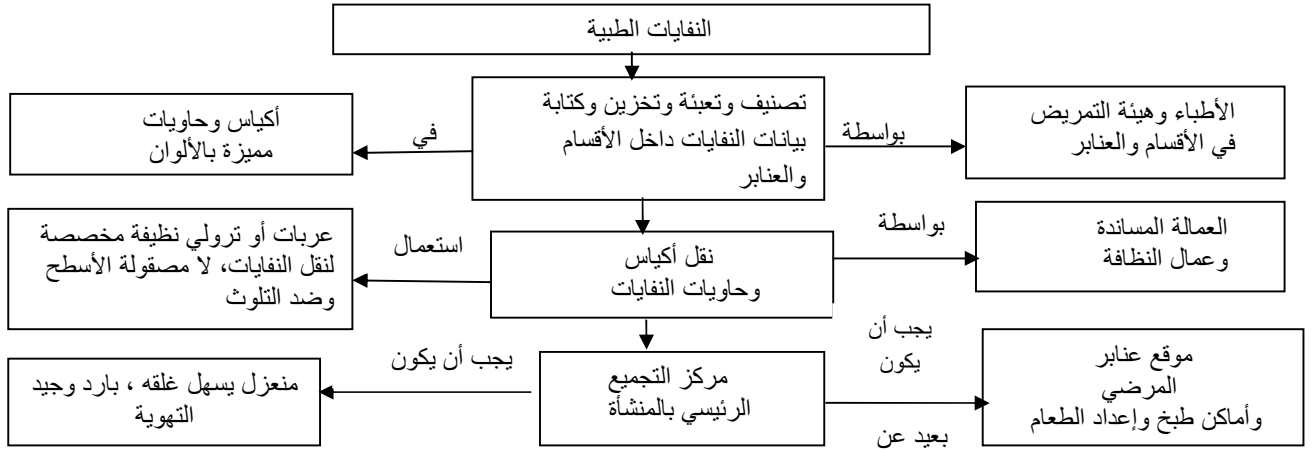 النفايات الطبية
تصنيف وتعبئة وتخزين وكتابة
بيانات النفايات داخل الأقسام
والعنابر
بواسطة
الأطباء وهيئة التمريض
في الأقسام والعنابر
في
أكياس وحاويات
مميزة بالألوان
نقل أكياس
وحاويات النفايات
بواسطة
العمالة المساندة
وعمال النظافة
استعمال
عربات أو ترولي نظيفة مخصصة
لنقل النفايات، لا مصقولة الأسطح
وضد التلوث
مركز التجميع
الرئيسي بالمنشأة
يجب أن
يكون
بعيد عن
موقع عنابر
المرضي
وأماكن طبخ وإعداد الطعام
يجب أن يكون
منعزل يسهل غلقه ، بارد وجيد
التهوية